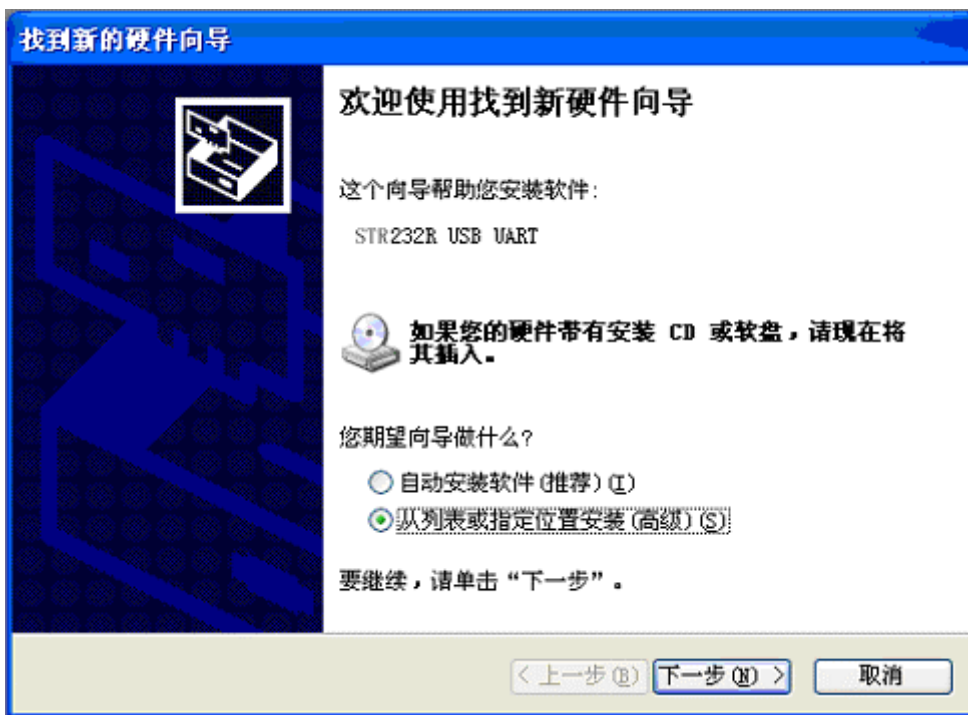 找到新的硬件向导
欢迎使用找到新硬件向导
这个向导帮助您安装软件:
STR232R USB UART
如果您的硬件带有安装 CD 或软盘，请现在将
其插入。
您期望向导做什么?
自动安装软件(推荐)(I)
从列表或指定位置安装(高级)(S)
要继续，请单击“下一步”。
< 上一步(B)
下一步(N) >
取消